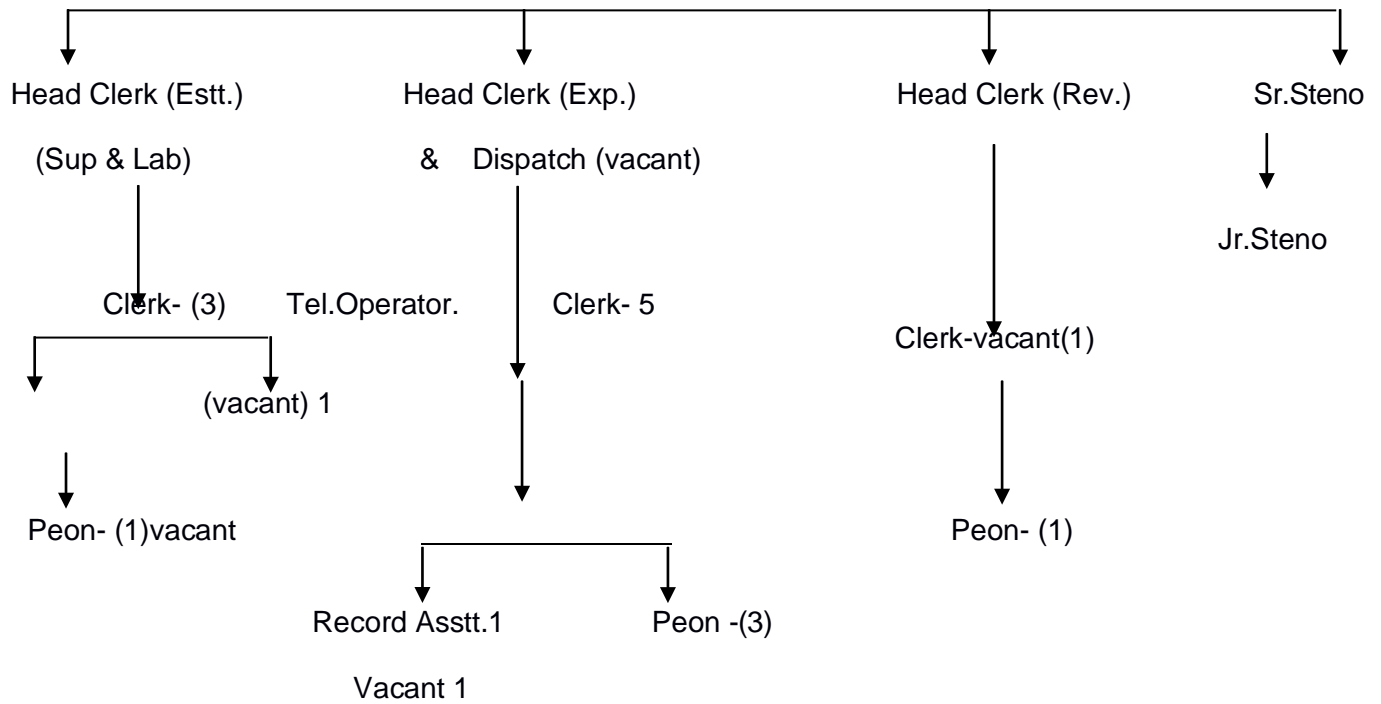 Head Clerk (Estt.) Head Clerk (Exp.) Head Clerk (Rev.) Sr.Steno
(Sup & Lab) & Dispatch (vacant)
Jr.Steno
Clerk- (3) Tel.Operator. Clerk- 5
Clerk-vacant(1)
(vacant) 1
Peon- (1)vacant Peon- (1)
Record Asstt.1 Peon -(3)
Vacant 1